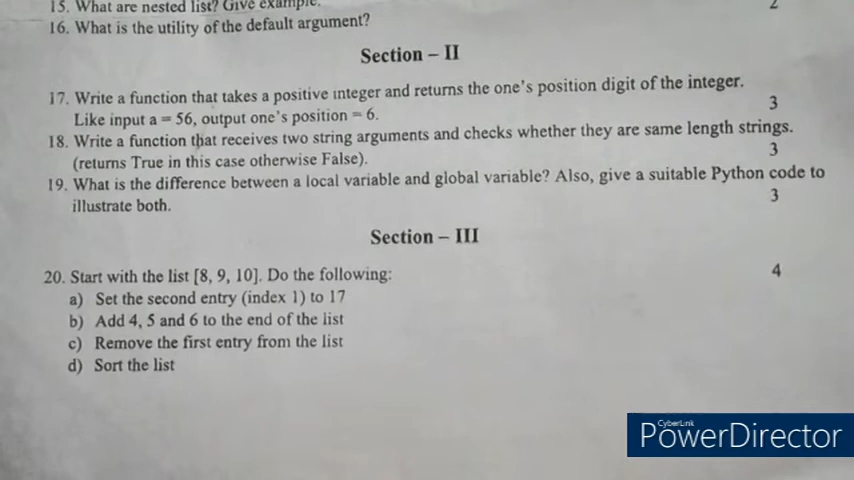 15. What are nested list? Give example. 2
16. What is the utility of the default argument?
Section – II
17. Write a function that takes a positive integer and returns the one's position digit of the integer.
Like input a = 56, output one's position = 6. 3
18. Write a function that receives two string arguments and checks whether they are same length strings.
(returns True in this case otherwise False). 3
19. What is the difference between a local variable and global variable? Also, give a suitable Python code to
illustrate both. 3
Section – III
20. Start with the list [8, 9, 10]. Do the following: 4
a) Set the second entry (index 1) to 17
b) Add 4, 5 and 6 to the end of the list
c) Remove the first entry from the list
d) Sort the list
CyberLink
PowerDirector